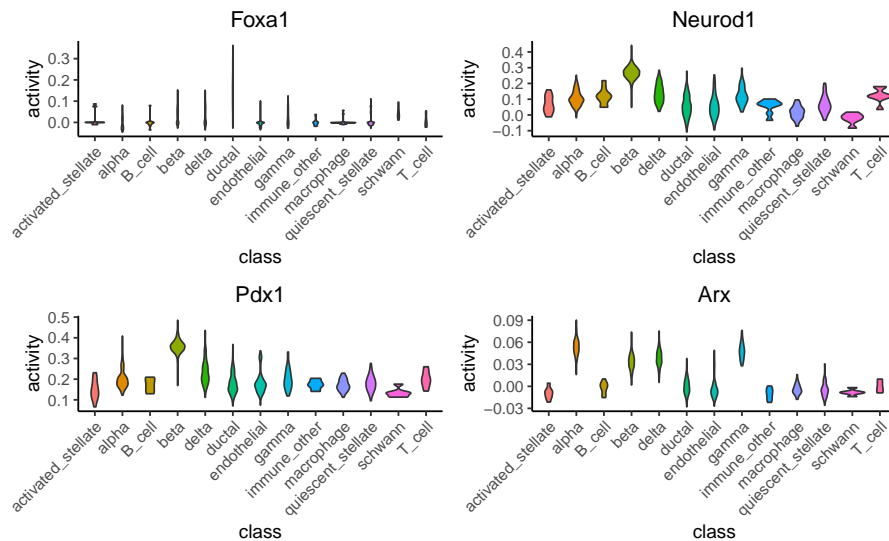 Foxa1
activity
0.3
0.2
0.1
0.0
activated_stellate
alpha
B_cell
beta
delta
ductal
endothelial
gamma
immune_other
macrophage
quiescent_stellate
schwann
T_cell
class
Neurod1
activity
0.4
0.3
0.2
0.1
0.0
−0.1
activated_stellate
alpha
B_cell
beta
delta
ductal
endothelial
gamma
immune_other
macrophage
quiescent_stellate
schwann
T_cell
class
Pdx1
activity
0.5
0.4
0.3
0.2
0.1
activated_stellate
alpha
B_cell
beta
delta
ductal
endothelial
gamma
immune_other
macrophage
quiescent_stellate
schwann
T_cell
class
Arx
activity
0.09
0.06
0.03
0.00
−0.03
activated_stellate
alpha
B_cell
beta
delta
ductal
endothelial
gamma
immune_other
macrophage
quiescent_stellate
schwann
T_cell
class